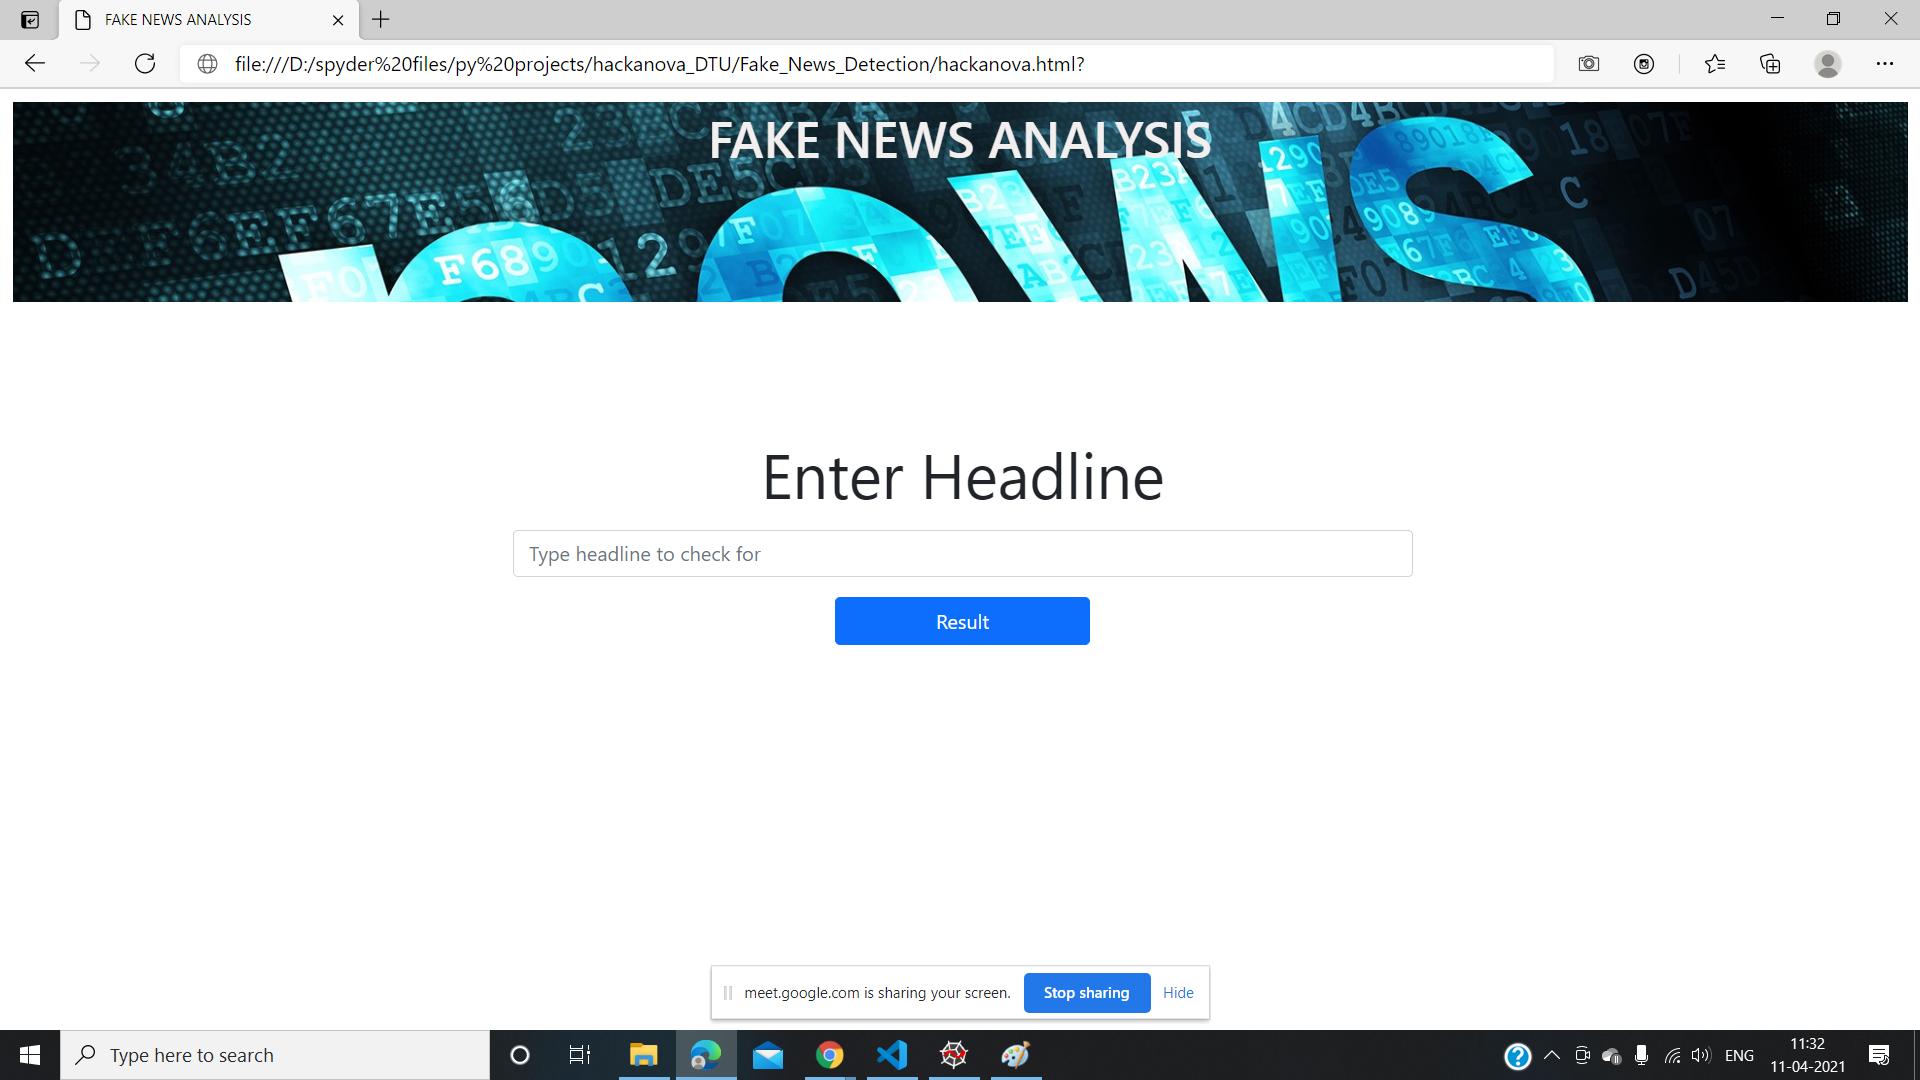 FAKE NEWS ANALYSIS
file:///D:/spyder%20files/py%20projects/hackanova_DTU/Fake_News_Detection/hackanova.html?
FAKE NEWS ANALYSIS
Enter Headline
Type headline to check for
Result
meet.google.com is sharing your screen. Stop sharing Hide
Type here to search
ENG
11:32
11-04-2021